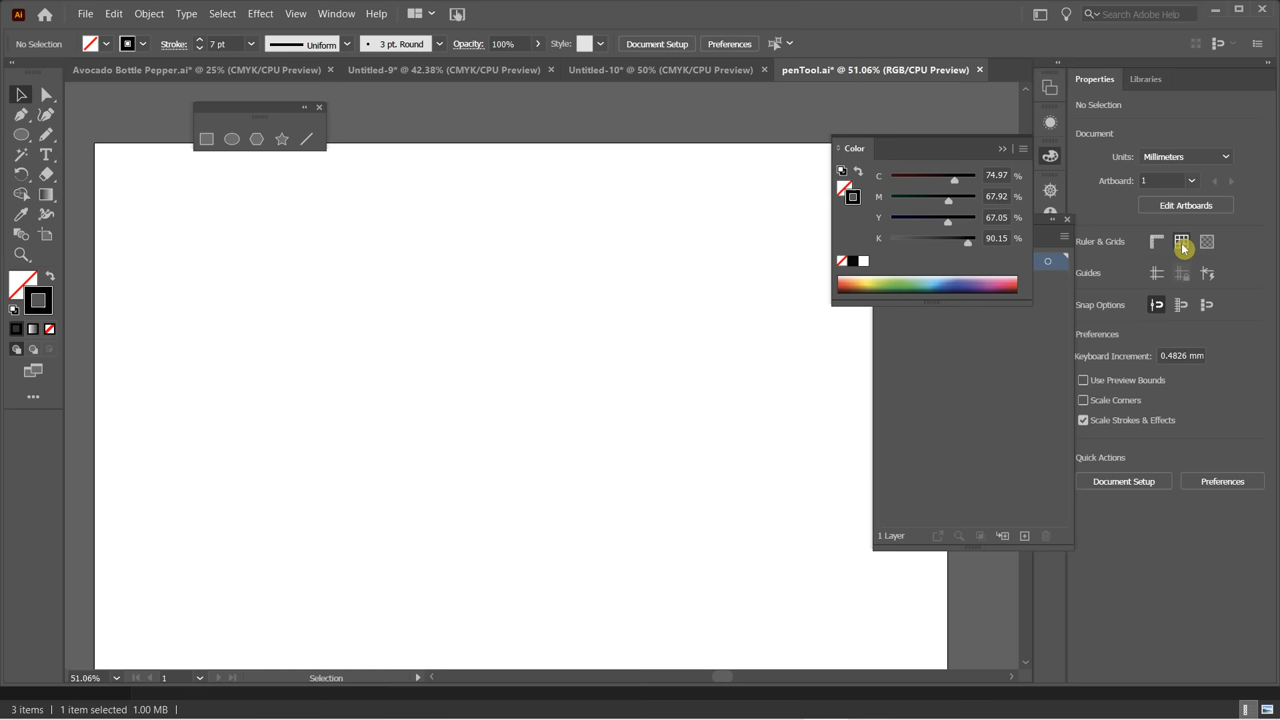 Ai File Edit Object Type Select Effect View Window Help Search Adobe Help
No Selection Stroke: 7 pt Uniform • 3 pt. Round Opacity: 100% Style: Document Setup Preferences
Avocado Bottle Pepper.ai* @ 25% (CMYK/CPU Preview) × Untitled-9* @ 42.38% (CMYK/CPU Preview) × Untitled-10* @ 50% (CMYK/CPU Preview) × penTool.ai* @ 51.06% (RGB/CPU Preview) ×
Properties Libraries
No Selection
Document
Units: Millimeters
Artboard: 1
Edit Artboards
Ruler & Grids
Guides
Snap Options
Preferences
Keyboard Increment: 0.4826 mm
Use Preview Bounds
Scale Corners
Scale Strokes & Effects
Quick Actions
Document Setup Preferences
Color
C 74.97 %
M 67.92 %
Y 67.05 %
K 90.15 %
1 Layer
51.06% 1 Selection
3 items 1 item selected 1.00 MB